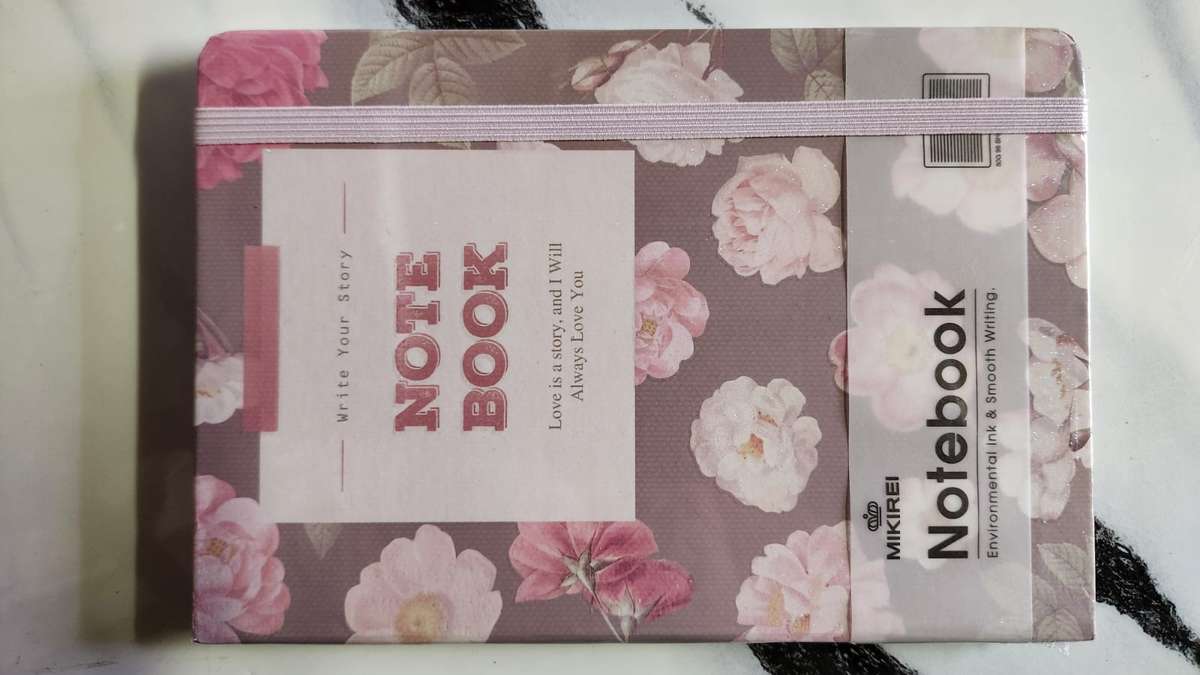 Write Your Story
NOTE
BOOK
Love is a story, and I Will
Always Love You
MIKIREI
Notebook
Environmental Ink & Smooth Writing.